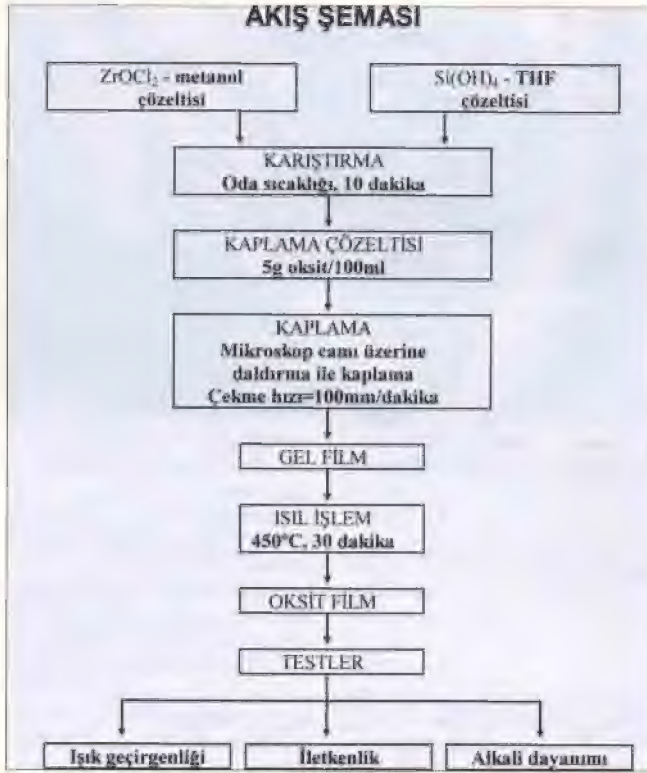 AKIŞ ŞEMASI
ZrOCl₂ - metanol
çözeltisi
Si(OH)₄ - THF
çözeltisi
KARIŞTIRMA
Oda sıcaklığı, 10 dakika
KAPLAMA ÇÖZELTİSİ
5g oksit/100ml
KAPLAMA
Mikroskop camı üzerine
daldırma ile kaplama
Çekme hızı=100mm/dakika
GEL FİLM
ISIL İŞLEM
450°C, 30 dakika
OKSİT FİLM
TESTLER
Işık geçirgenliği
İletkenlik
Alkali dayanımı